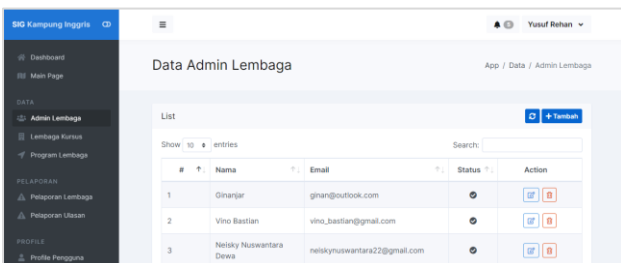 SIG Kampung Inggris
Yusuf Rehan
Dashboard
Main Page
DATA
Admin Lembaga
Lembaga Kursus
Program Lembaga
PELAPORAN
Pelaporan Lembaga
Pelaporan Ulasan
PROFILE
Profile Pengguna
Data Admin Lembaga
App / Data / Admin Lembaga
List
+ Tambah
Show 10 entries
Search:
# Nama Email Status Action
1 Ginanjar ginan@outlook.com
2 Vino Bastian vino_bastian@gmail.com
3 Neisky Nuswantara Dewa neiskynuswantara22@gmail.com